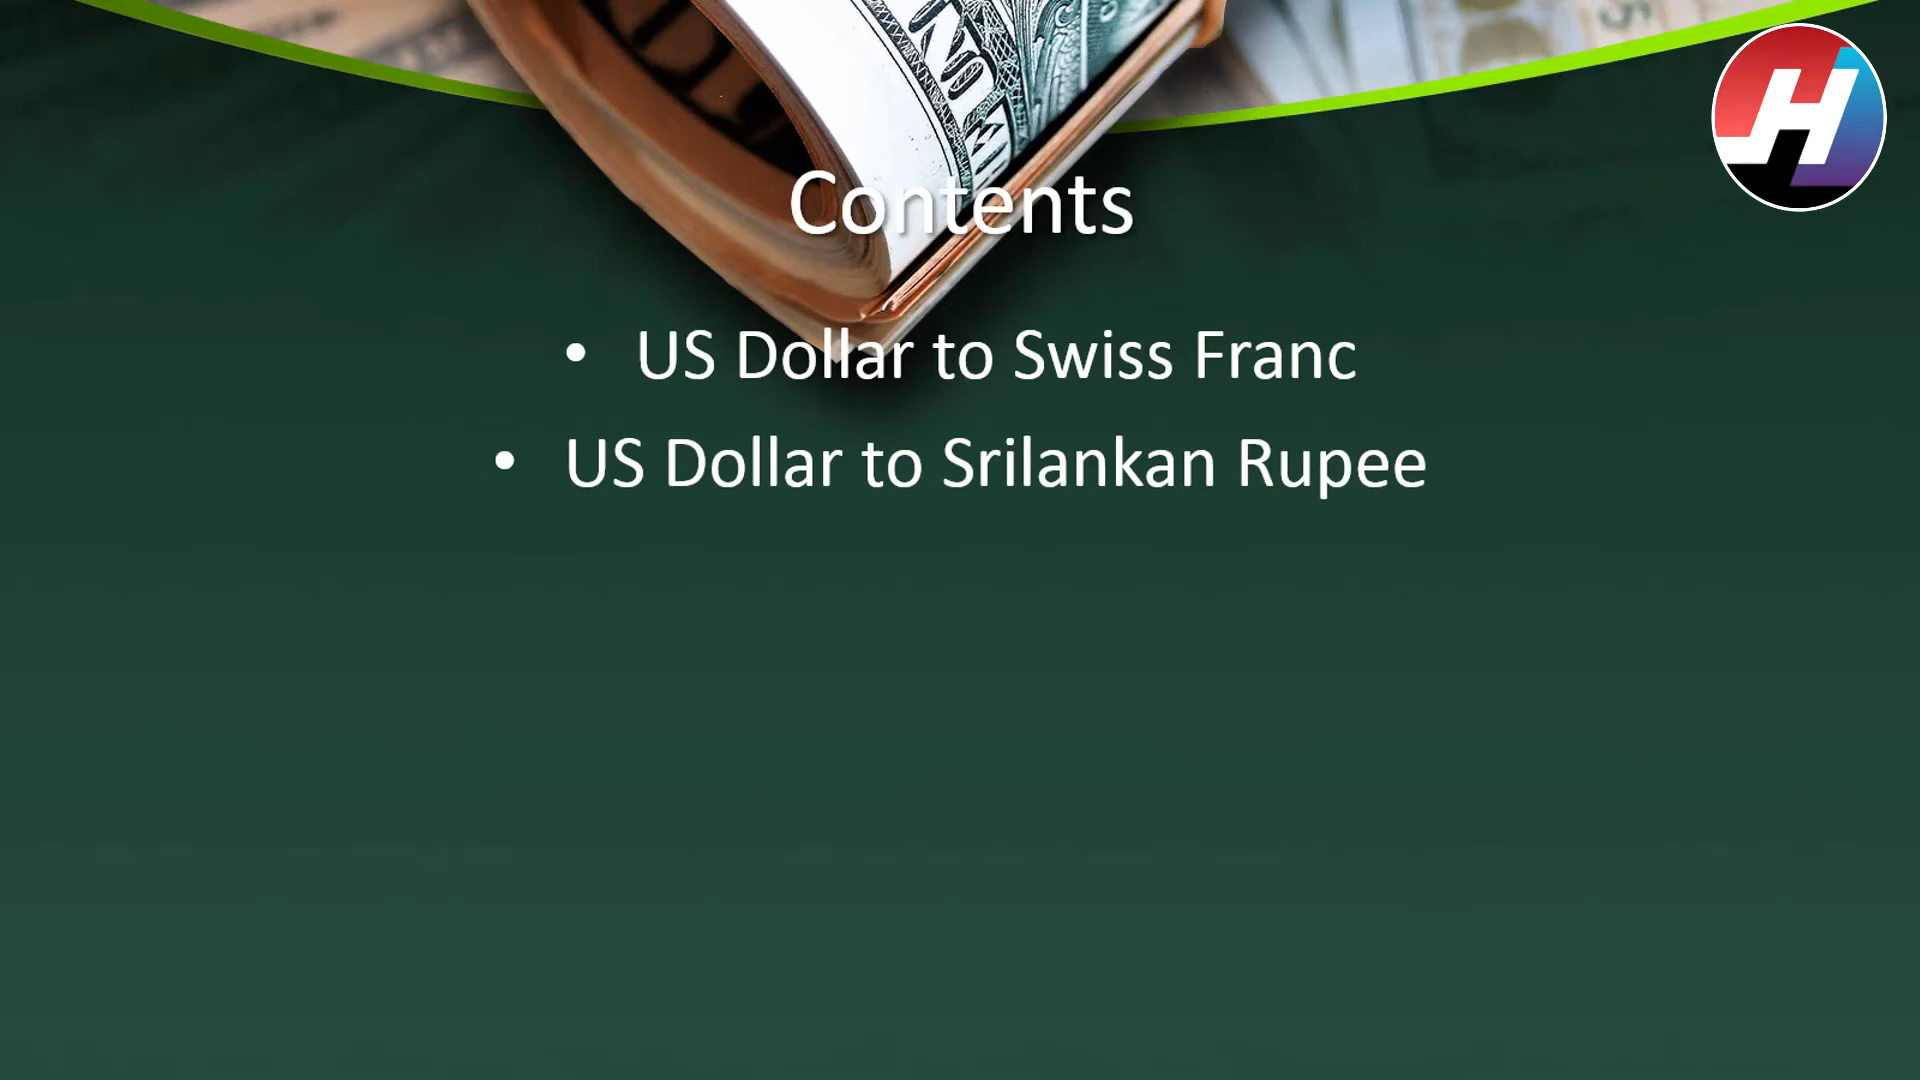 Contents
• US Dollar to Swiss Franc
• US Dollar to Srilankan Rupee